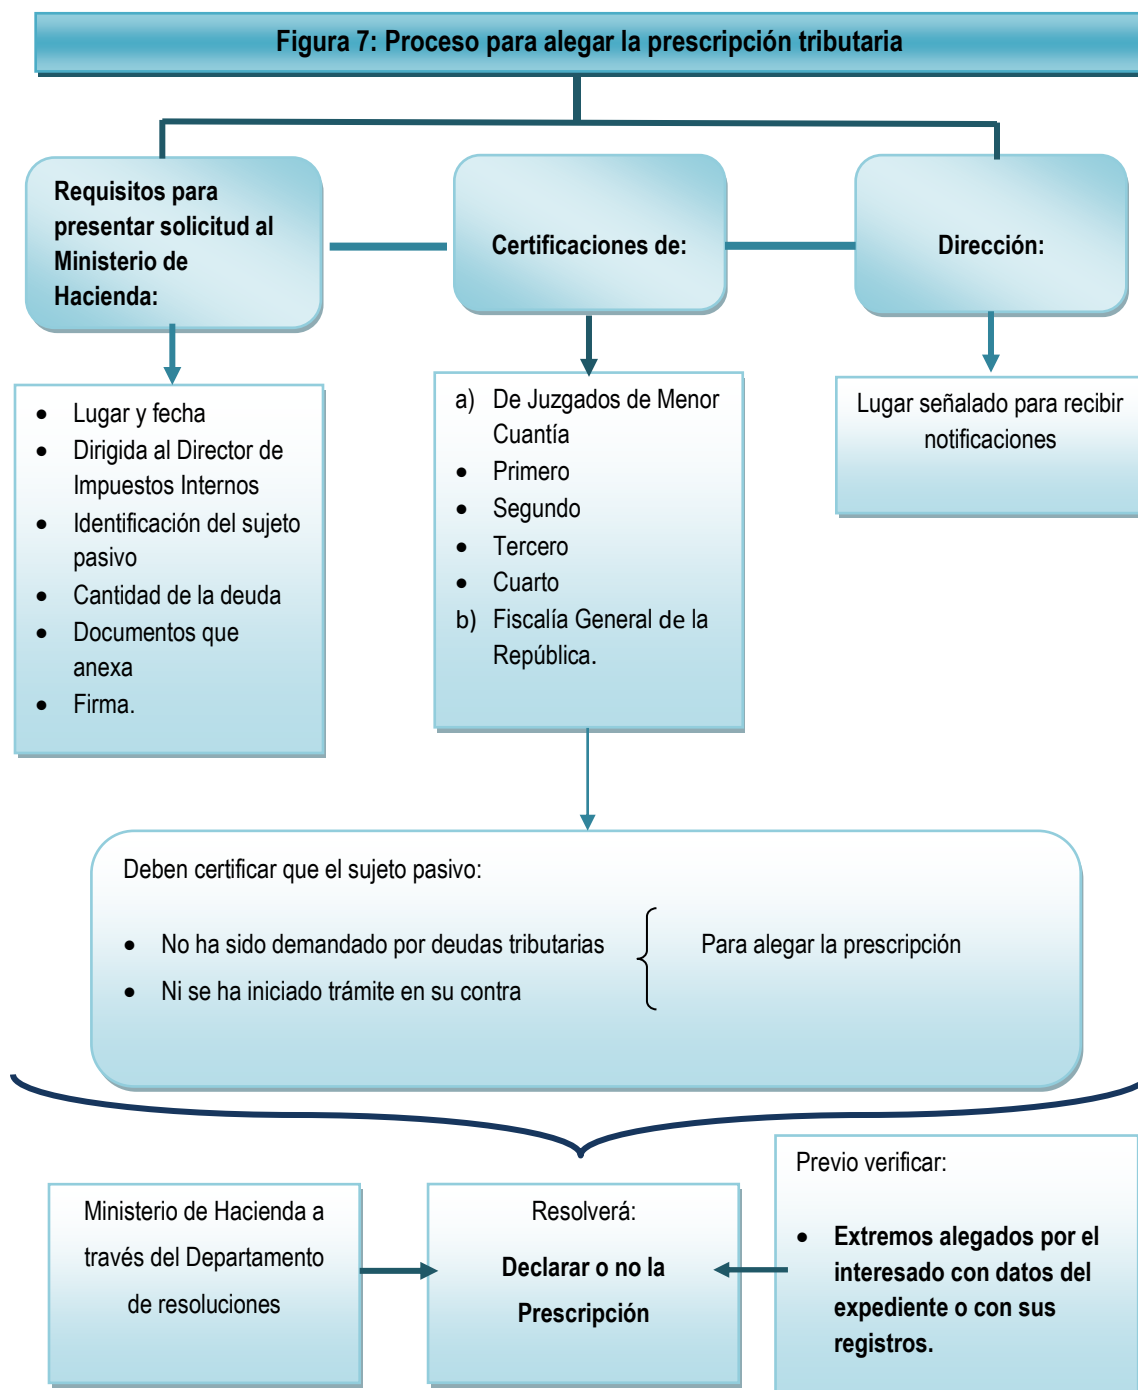 Figura 7: Proceso para alegar la prescripción tributaria
Requisitos para
presentar solicitud al
Ministerio de
Hacienda:
Certificaciones de:
Dirección:
• Lugar y fecha
• Dirigida al Director de
Impuestos Internos
• Identificación del sujeto
pasivo
• Cantidad de la deuda
• Documentos que
anexa
• Firma.
a) De Juzgados de Menor
Cuantía
• Primero
• Segundo
• Tercero
• Cuarto
b) Fiscalía General de la
República.
Lugar señalado para recibir
notificaciones
Deben certificar que el sujeto pasivo:
• No ha sido demandado por deudas tributarias
• Ni se ha iniciado trámite en su contra
Para alegar la prescripción
Ministerio de Hacienda a
través del Departamento
de resoluciones
Resolverá:
Declarar o no la
Prescripción
Previo verificar:
• Extremos alegados por el
interesado con datos del
expediente o con sus
registros.